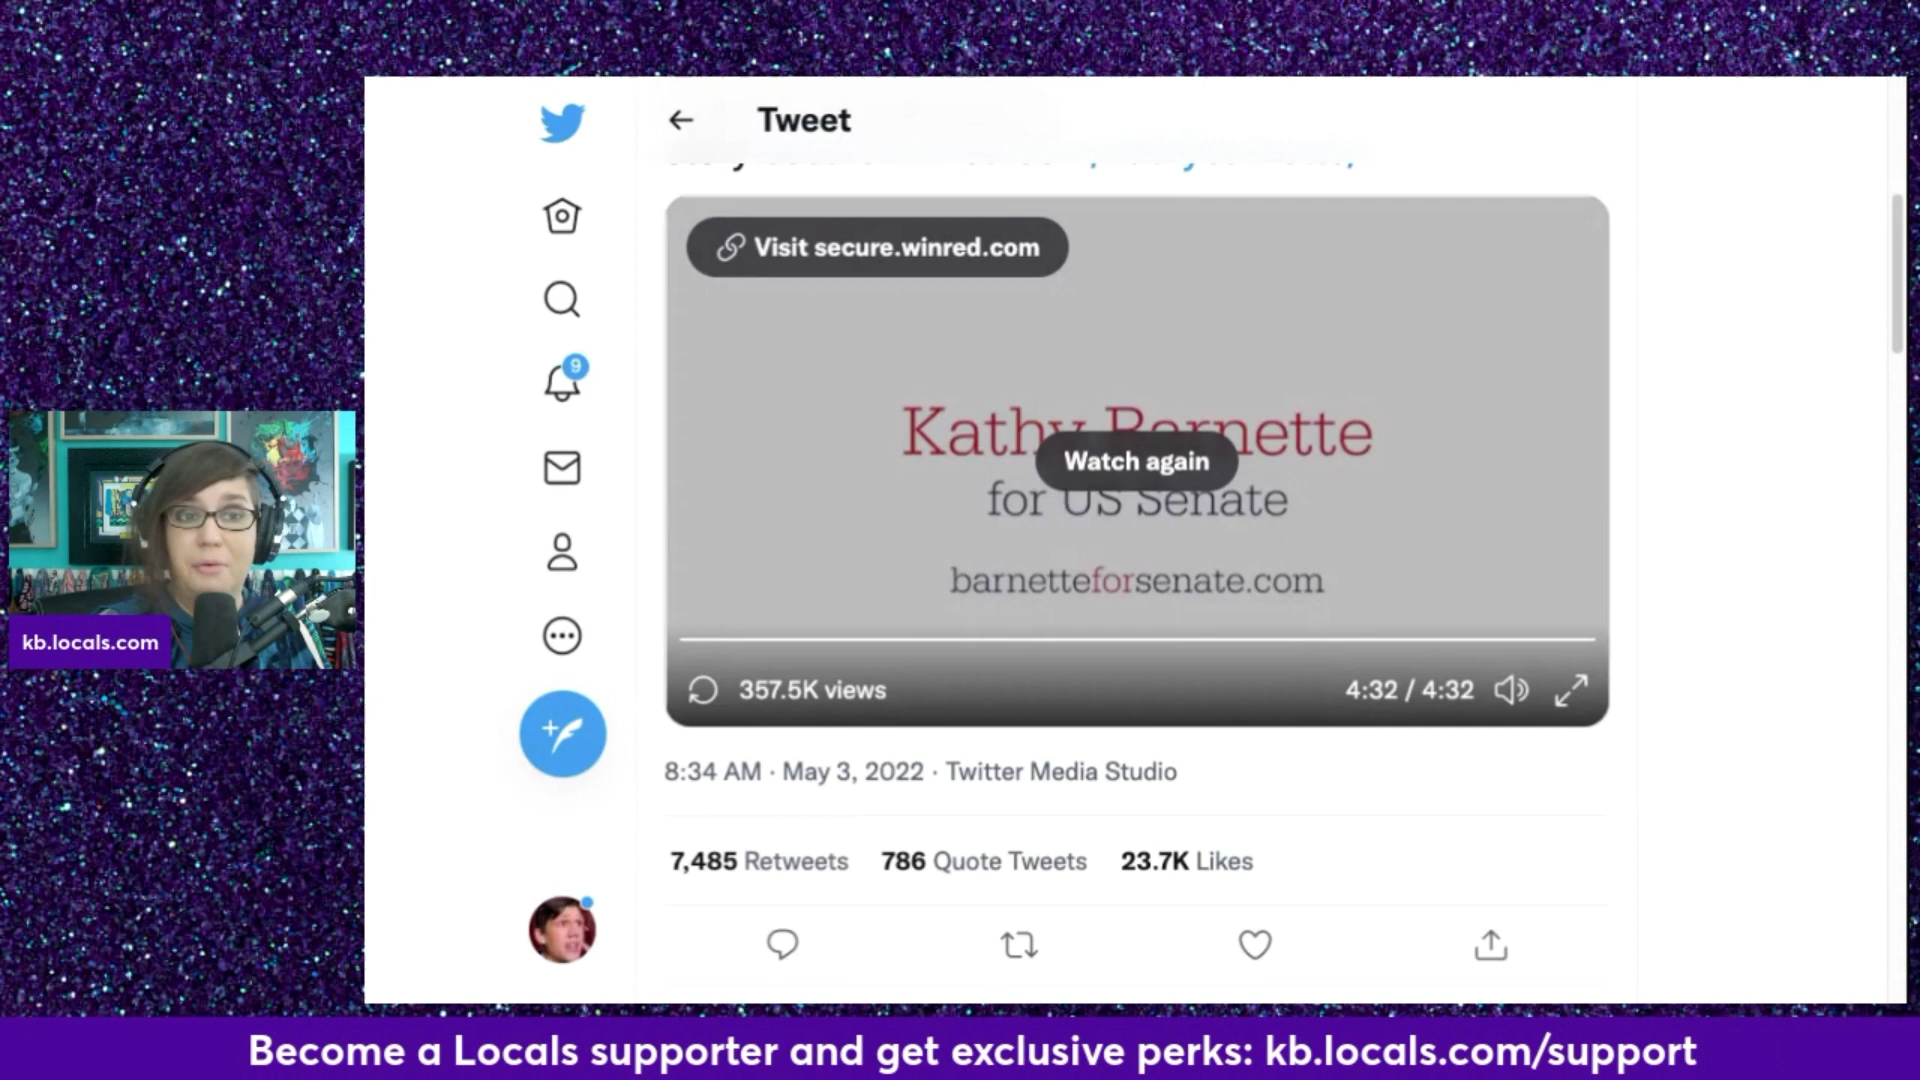 Tweet
Visit secure.winred.com
Kathy Barnette
Watch again
for US Senate
barnetteforsenate.com
357.5K views
4:32 / 4:32
8:34 AM · May 3, 2022 · Twitter Media Studio
7,485 Retweets 786 Quote Tweets 23.7K Likes
9
kb.locals.com
Become a Locals supporter and get exclusive perks: kb.locals.com/support